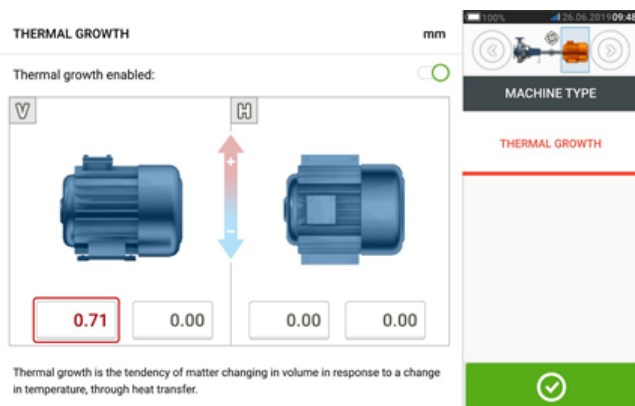 THERMAL GROWTH
mm
Thermal growth enabled:
V
H
+
-
0.71
0.00
0.00
0.00
Thermal growth is the tendency of matter changing in volume in response to a change
in temperature, through heat transfer.
100%
26.06.2019 09:48
MACHINE TYPE
THERMAL GROWTH